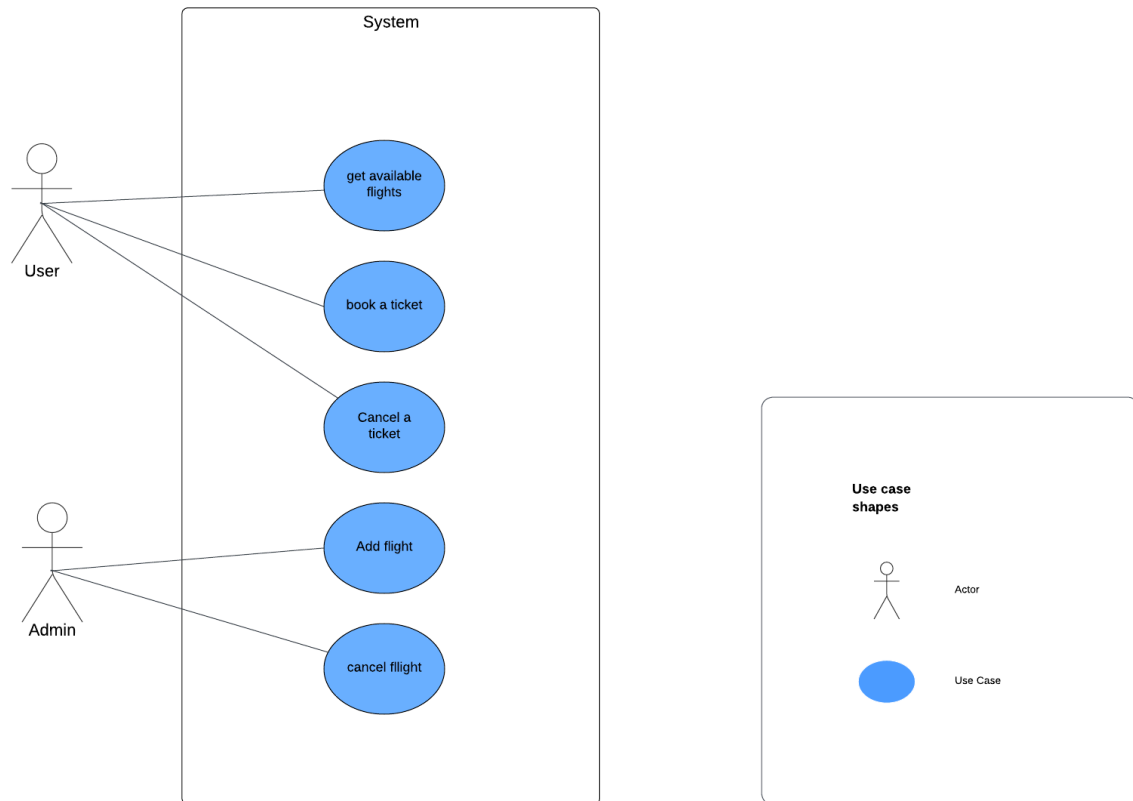 System
get available
flights
User
book a ticket
Cancel a
ticket
Add flight
Admin
cancel fllight
Use case
shapes
Actor
Use Case